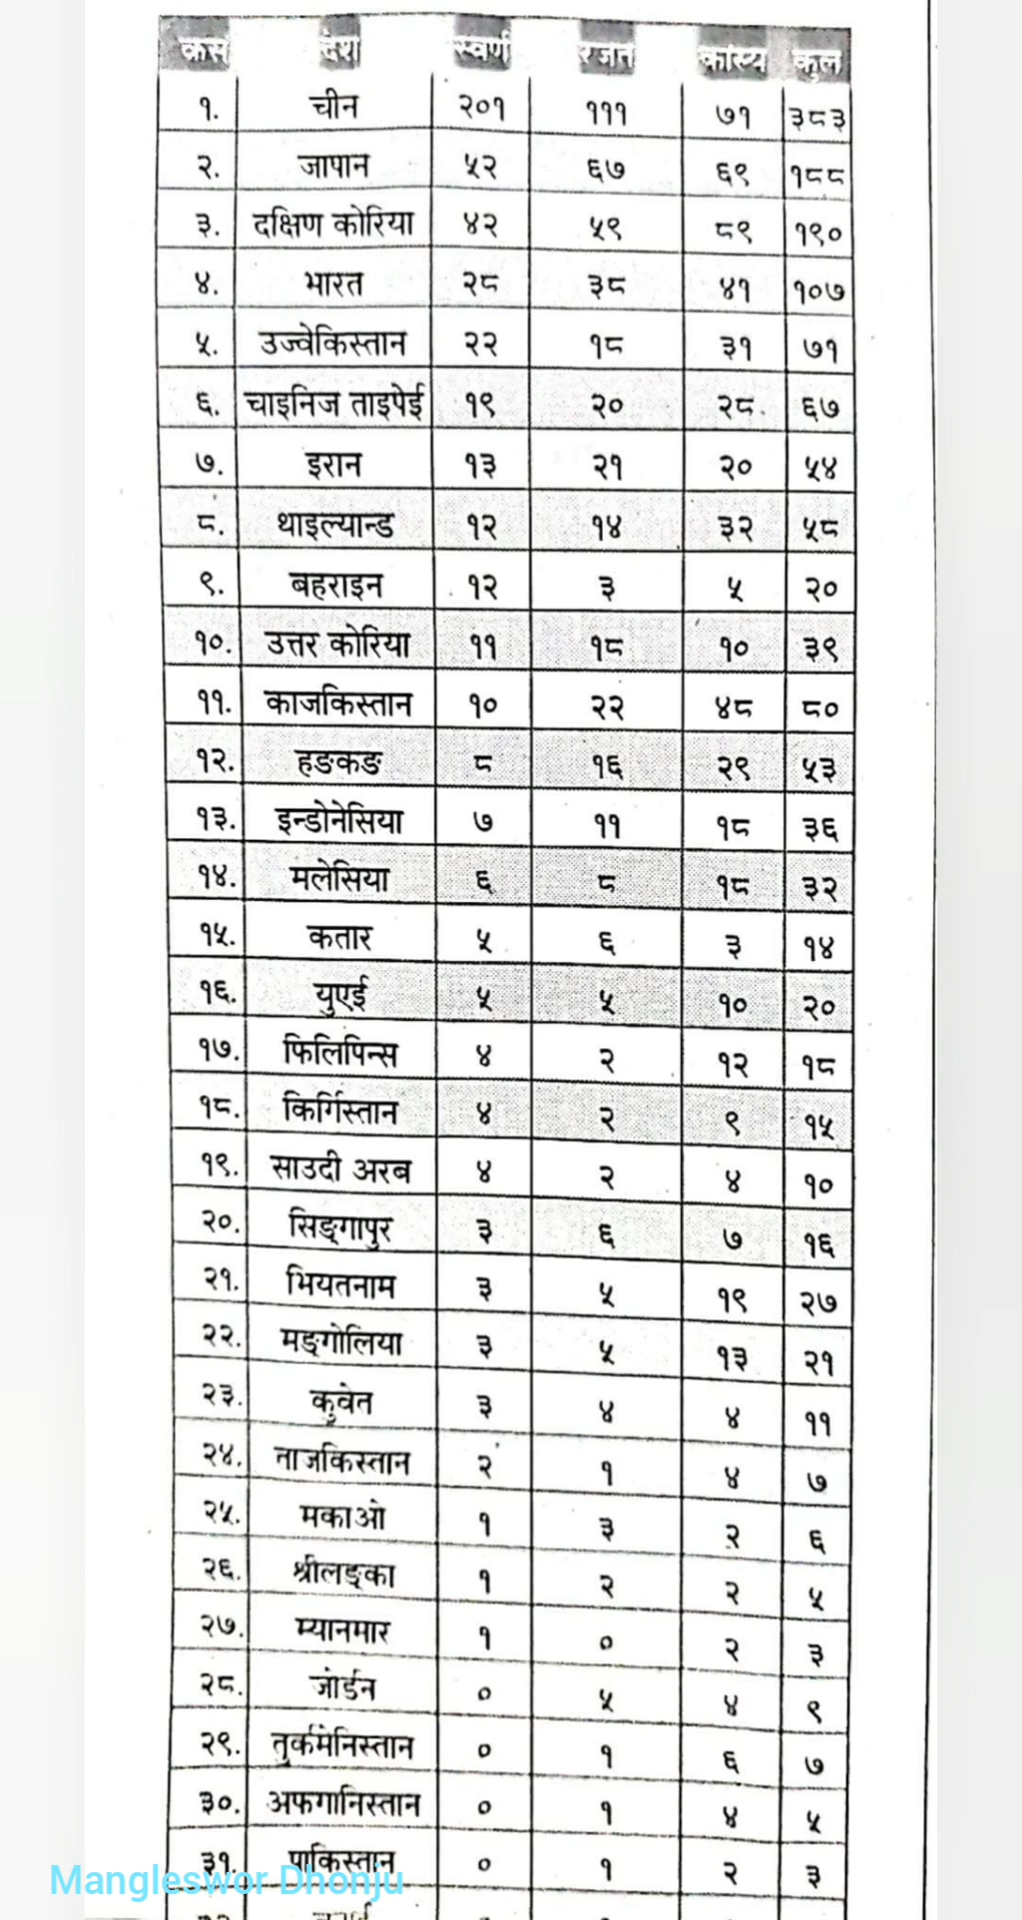 क्रस देश स्वर्ण रजत कांस्य कुल
१. चीन २०१ १११ ७१ ३८३
२. जापान ५२ ६७ ६९ १८८
३. दक्षिण कोरिया ४२ ५९ ८९ १९०
४. भारत २८ ३८ ४१ १०७
५. उज्वेकिस्तान २२ १८ ३१ ७१
६. चाइनिज ताइपेई १९ २० २८ ६७
७. इरान १३ २१ २० ५४
८. थाइल्यान्ड १२ १४ ३२ ५८
९. बहराइन १२ ३ ५ २०
१०. उत्तर कोरिया ११ १८ १० ३९
११. काजकिस्तान १० २२ ४८ ८०
१२. हङकङ ८ १६ २९ ५३
१३. इन्डोनेसिया ७ ११ १८ ३६
१४. मलेसिया ६ ८ १८ ३२
१५. कतार ५ ६ ३ १४
१६. युएई ५ ५ १० २०
१७. फिलिपिन्स ४ २ १२ १८
१८. किर्गिस्तान ४ २ ९ १५
१९. साउदी अरब ४ २ ४ १०
२०. सिङ्गापुर ३ ६ ७ १६
२१. भियतनाम ३ ५ १९ २७
२२. मङ्गोलिया ३ ५ १३ २१
२३. कुवेत ३ ४ ४ ११
२४. ताजकिस्तान २ १ ४ ७
२५. मकाओ १ ३ २ ६
२६. श्रीलङ्का १ २ २ ५
२७. म्यानमार १ ० २ ३
२८. जोर्डन ० ५ ४ ९
२९. तुर्कमेनिस्तान ० १ ६ ७
३०. अफगानिस्तान ० १ ४ ५
३१. पाकिस्तान ० १ २ ३
Mangleswor Dhonju